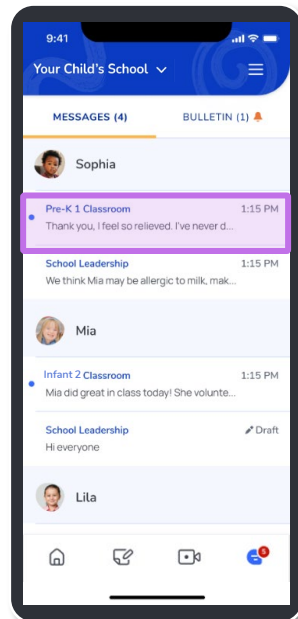 9:41
Your Child's School
MESSAGES (4) BULLETIN (1)
Sophia
Pre-K 1 Classroom 1:15 PM
Thank you, I feel so relieved. I've never d...
School Leadership 1:15 PM
We think Mia may be allergic to milk, mak...
Mia
Infant 2 Classroom 1:15 PM
Mia did great in class today! She volunte...
School Leadership Draft
Hi everyone
Lila
5